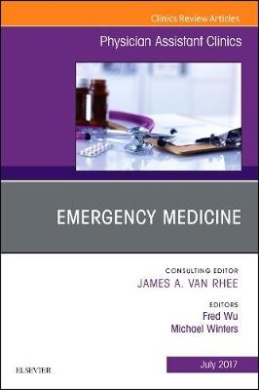 Clinics Review Articles
Physician Assistant Clinics
EMERGENCY MEDICINE
CONSULTING EDITOR
JAMES A. VAN RHEE
EDITORS
Fred Wu
Michael Winters
ELSEVIER
July 2017